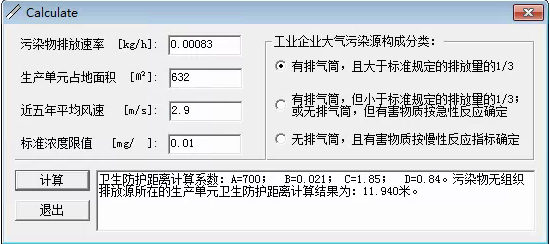 Calculate
污染物排放速率 [kg/h]: 0.00083
生产单元占地面积 [m²]: 632
近五年平均风速 [m/s]: 2.9
标准浓度限值 [mg/ ]: 0.01
工业企业大气污染源构成分类:
有排气筒，且大于标准规定的排放量的1/3
有排气筒，但小于标准规定的排放量的1/3；
或无排气筒，但有害物质按急性反应确定
无排气筒，且有害物质按慢性反应指标确定
计算
退出
卫生防护距离计算系数: A=700; B=0.021; C=1.85; D=0.84。污染物无组织
排放源所在的生产单元卫生防护距离计算结果为: 11.940米。